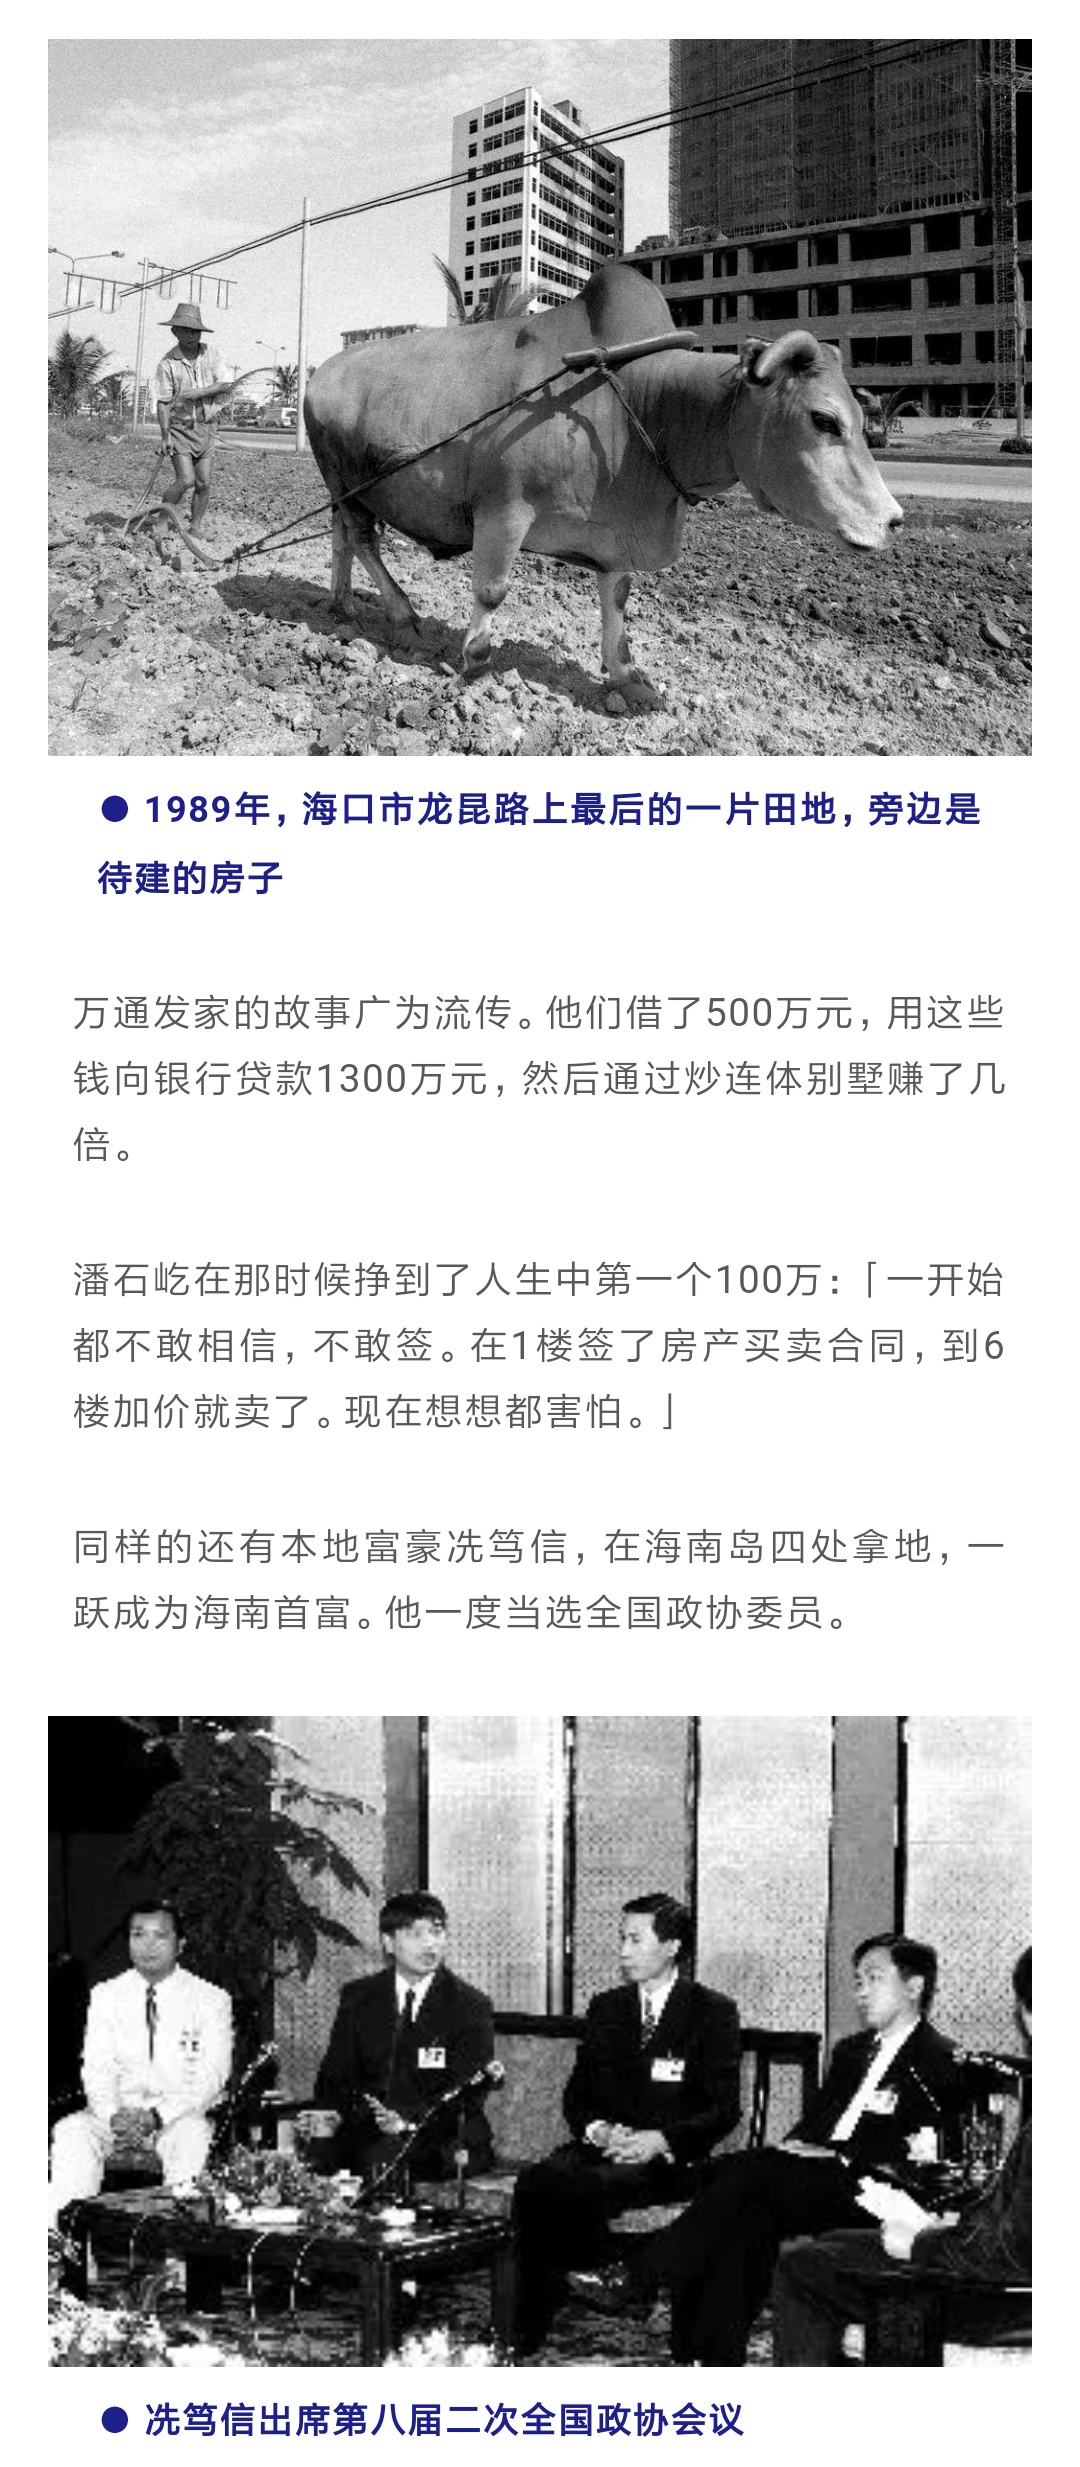 ● 1989年，海口市龙昆路上最后的一片田地，旁边是
待建的房子
万通发家的故事广为流传。他们借了500万元，用这些
钱向银行贷款1300万元，然后通过炒连体别墅赚了几
倍。
潘石屹在那时候挣到了人生中第一个100万：「一开始
都不敢相信，不敢签。在1楼签了房产买卖合同，到6
楼加价就卖了。现在想想都害怕。」
同样的还有本地富豪冼笃信，在海南岛四处拿地，一
跃成为海南首富。他一度当选全国政协委员。
● 冼笃信出席第八届二次全国政协会议